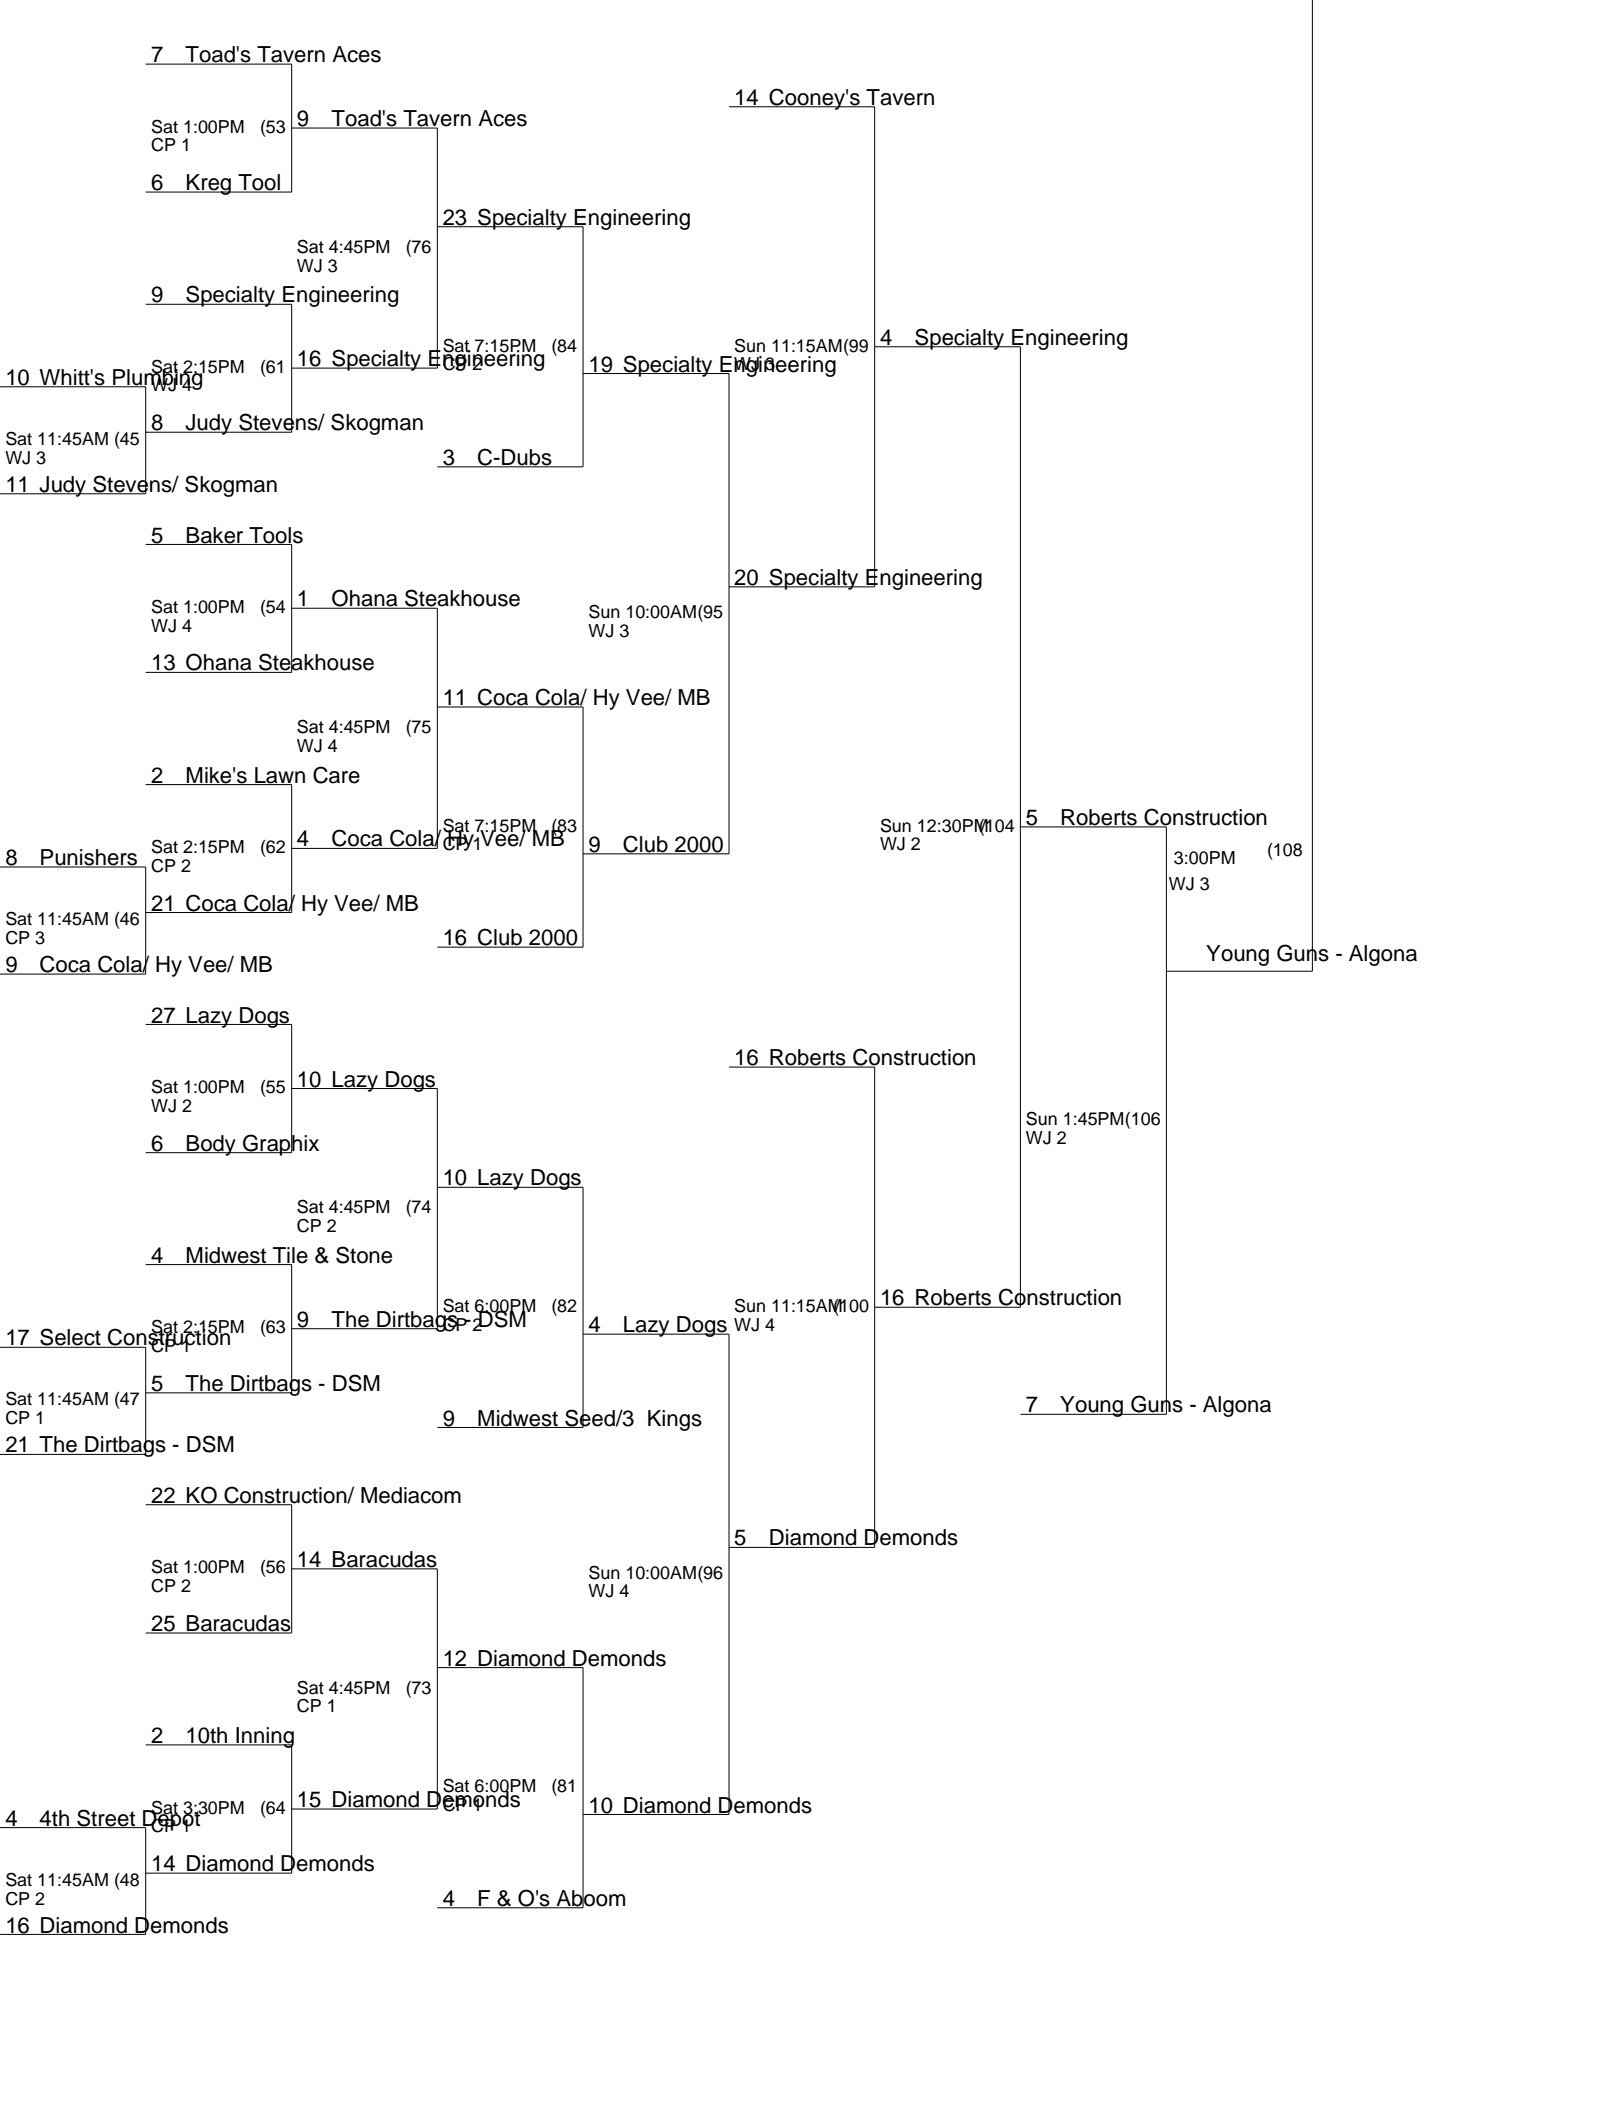 7 Toad's Tavern Aces
14 Cooney's Tavern
Sat 1:00PM (53
CP 1
9 Toad's Tavern Aces
6 Kreg Tool
23 Specialty Engineering
Sat 4:45PM (76
WJ 3
9 Specialty Engineering
Sat 7:15PM (84
CP 2
Sun 11:15AM(99
WJ 3
4 Specialty Engineering
Sat 2:15PM (61
WJ 4
16 Specialty Engineering
19 Specialty Engineering
10 Whitt's Plumbing
8 Judy Stevens/ Skogman
Sat 11:45AM (45
WJ 3
3 C-Dubs
11 Judy Stevens/ Skogman
5 Baker Tools
20 Specialty Engineering
Sat 1:00PM (54
WJ 4
1 Ohana Steakhouse
Sun 10:00AM(95
WJ 3
13 Ohana Steakhouse
11 Coca Cola/ Hy Vee/ MB
Sat 4:45PM (75
WJ 4
2 Mike's Lawn Care
Sat 7:15PM (83
CP 1
Sun 12:30PM(104
WJ 2
5 Roberts Construction
Sat 2:15PM (62
CP 2
4 Coca Cola/ Hy Vee/ MB
9 Club 2000
3:00PM (108
WJ 3
8 Punishers
21 Coca Cola/ Hy Vee/ MB
Sat 11:45AM (46
CP 3
16 Club 2000
Young Guns - Algona
9 Coca Cola/ Hy Vee/ MB
27 Lazy Dogs
16 Roberts Construction
Sat 1:00PM (55
WJ 2
10 Lazy Dogs
Sun 1:45PM(106
WJ 2
6 Body Graphix
10 Lazy Dogs
Sat 4:45PM (74
CP 2
4 Midwest Tile & Stone
Sat 6:00PM (82
CP 2
Sun 11:15AM(100
WJ 4
16 Roberts Construction
Sat 2:15PM (63
CP 1
9 The Dirtbags - DSM
4 Lazy Dogs
17 Select Construction
5 The Dirtbags - DSM
Sat 11:45AM (47
CP 1
9 Midwest Seed/3 Kings
7 Young Guns - Algona
21 The Dirtbags - DSM
22 KO Construction/ Mediacom
5 Diamond Demonds
Sat 1:00PM (56
CP 2
14 Baracudas
Sun 10:00AM(96
WJ 4
25 Baracudas
12 Diamond Demonds
Sat 4:45PM (73
CP 1
2 10th Inning
Sat 6:00PM (81
CP 1
Sat 3:30PM (64
CP 1
15 Diamond Demonds
10 Diamond Demonds
4 4th Street Depot
14 Diamond Demonds
Sat 11:45AM (48
CP 2
4 F & O's Aboom
16 Diamond Demonds